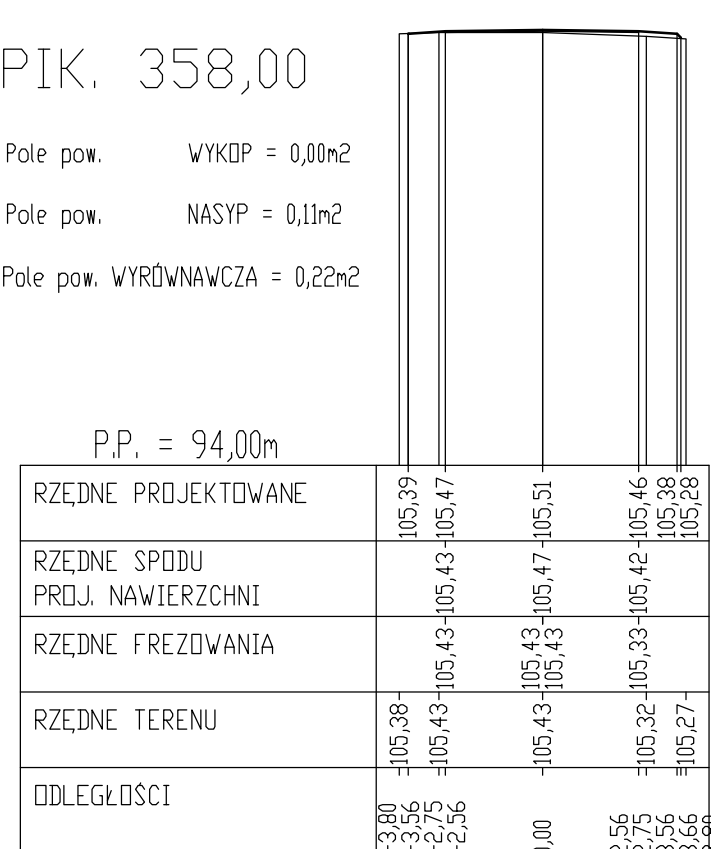 PIK. 358,00
Pole pow. WYKOP = 0,00m2
Pole pow. NASYP = 0,11m2
Pole pow. WYRÓWNAWCZA = 0,22m2
P.P. = 94,00m
RZĘDNE PROJEKTOWANE
105,39 105,47 105,51 105,46 105,38 105,28
RZĘDNE SPODU
PROJ. NAWIERZCHNI
105,43 105,47 105,42
RZĘDNE FREZOWANIA
105,43 105,43 105,43 105,33
RZĘDNE TERENU
105,38 105,43 105,43 105,32 105,27
ODLEGŁOŚCI
-3,80 -3,56 -2,75 -2,56